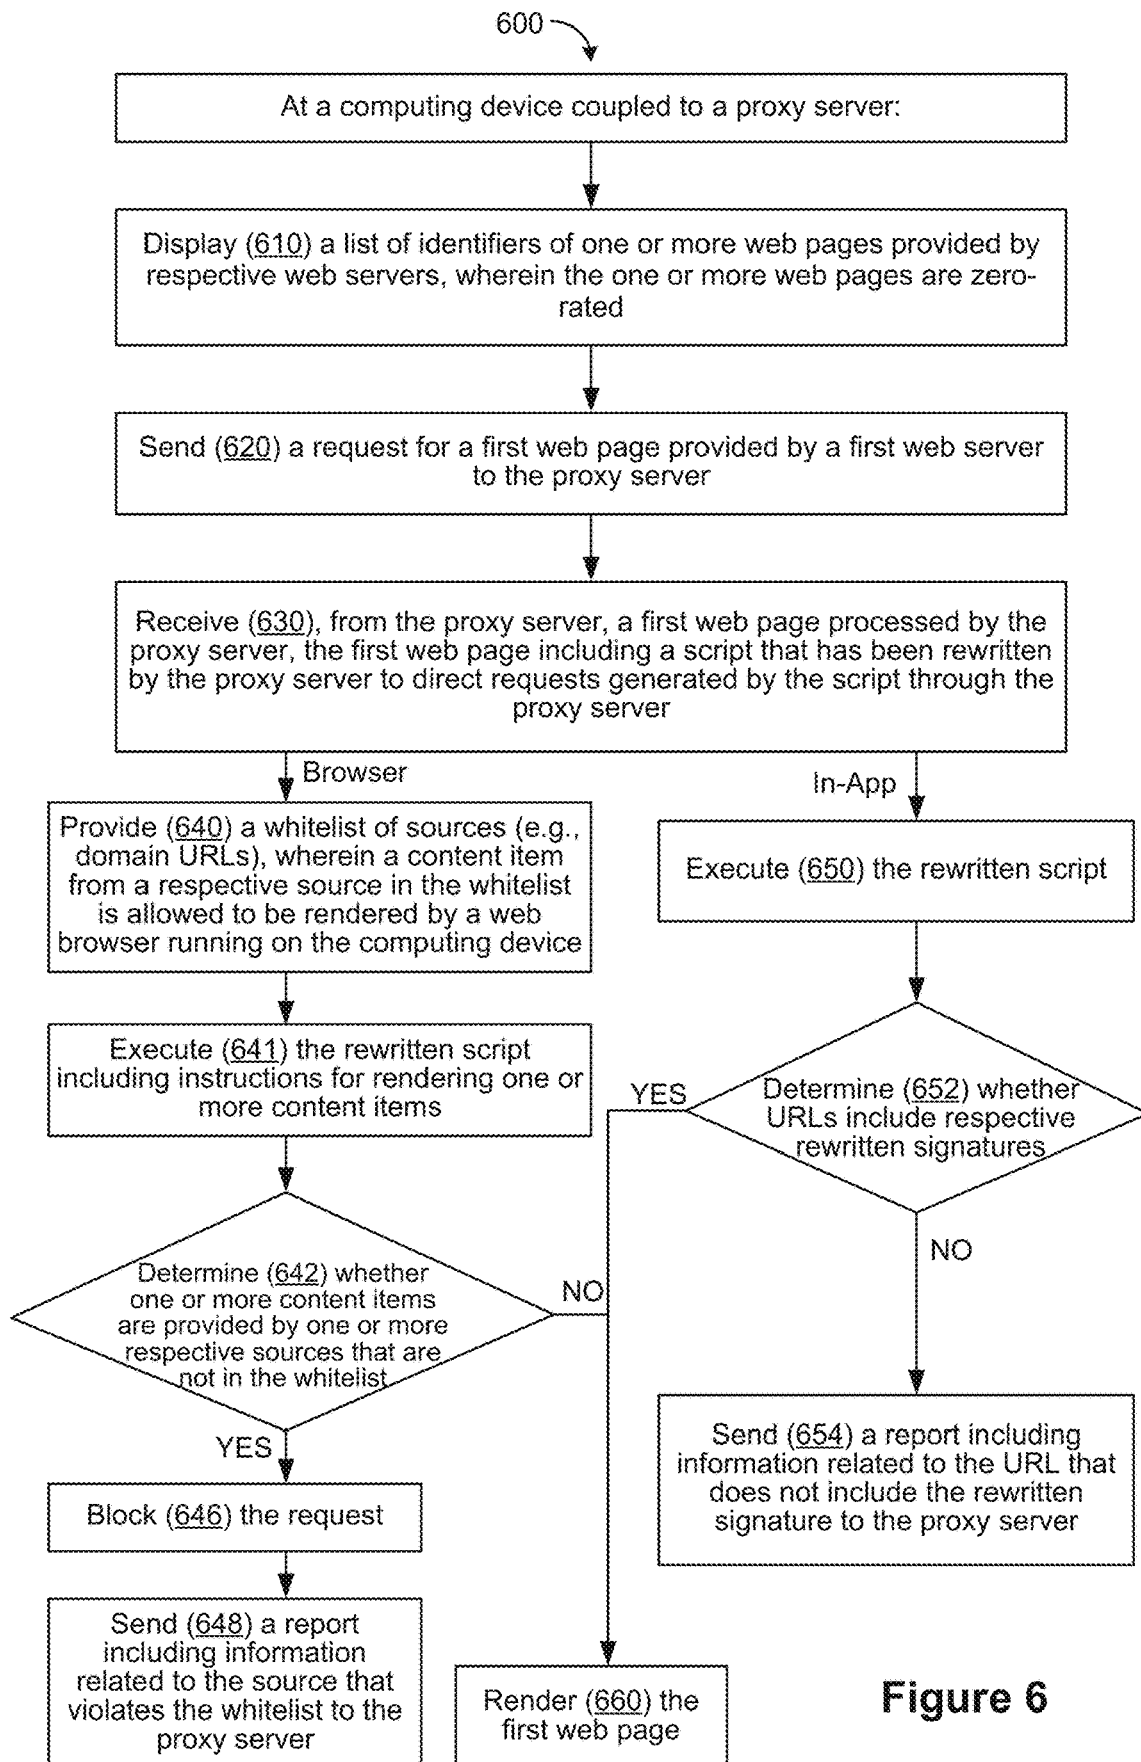 600
At a computing device coupled to a proxy server:
Display (610) a list of identifiers of one or more web pages provided by
respective web servers, wherein the one or more web pages are zero-
rated
Send (620) a request for a first web page provided by a first web server
to the proxy server
Receive (630), from the proxy server, a first web page processed by the
proxy server, the first web page including a script that has been rewritten
by the proxy server to direct requests generated by the script through the
proxy server
Browser
In-App
Provide (640) a whitelist of sources (e.g.,
domain URLs), wherein a content item
from a respective source in the whitelist
is allowed to be rendered by a web
browser running on the computing device
Execute (650) the rewritten script
Execute (641) the rewritten script
including instructions for rendering one or
more content items
YES
Determine (652) whether
URLs include respective
rewritten signatures
NO
Determine (642) whether
one or more content items
are provided by one or more
respective sources that are
not in the whitelist
NO
YES
Block (646) the request
Send (654) a report including
information related to the URL that
does not include the rewritten
signature to the proxy server
Send (648) a report
including information
related to the source that
violates the whitelist to the
proxy server
Render (660) the
first web page
Figure 6